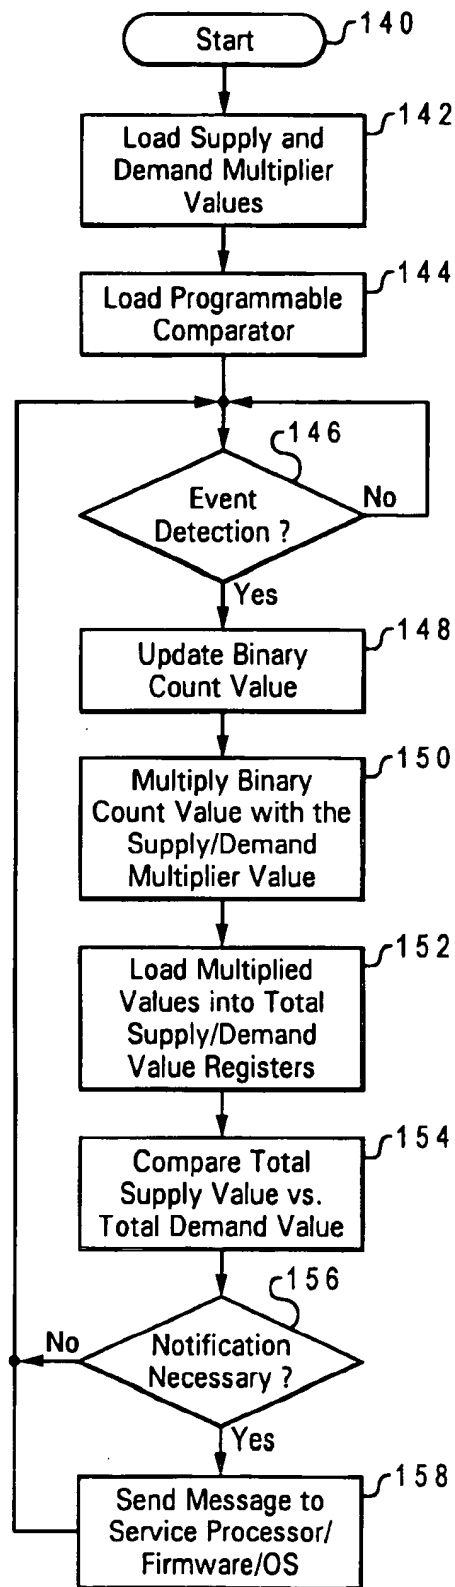 Start
140
142
Load Supply and
Demand Multiplier
Values
144
Load Programmable
Comparator
146
Event
Detection ?
No
Yes
148
Update Binary
Count Value
150
Multiply Binary
Count Value with the
Supply/Demand
Multiplier Value
152
Load Multiplied
Values into Total
Supply/Demand
Value Registers
154
Compare Total
Supply Value vs.
Total Demand Value
156
No
Notification
Necessary ?
Yes
158
Send Message to
Service Processor/
Firmware/OS